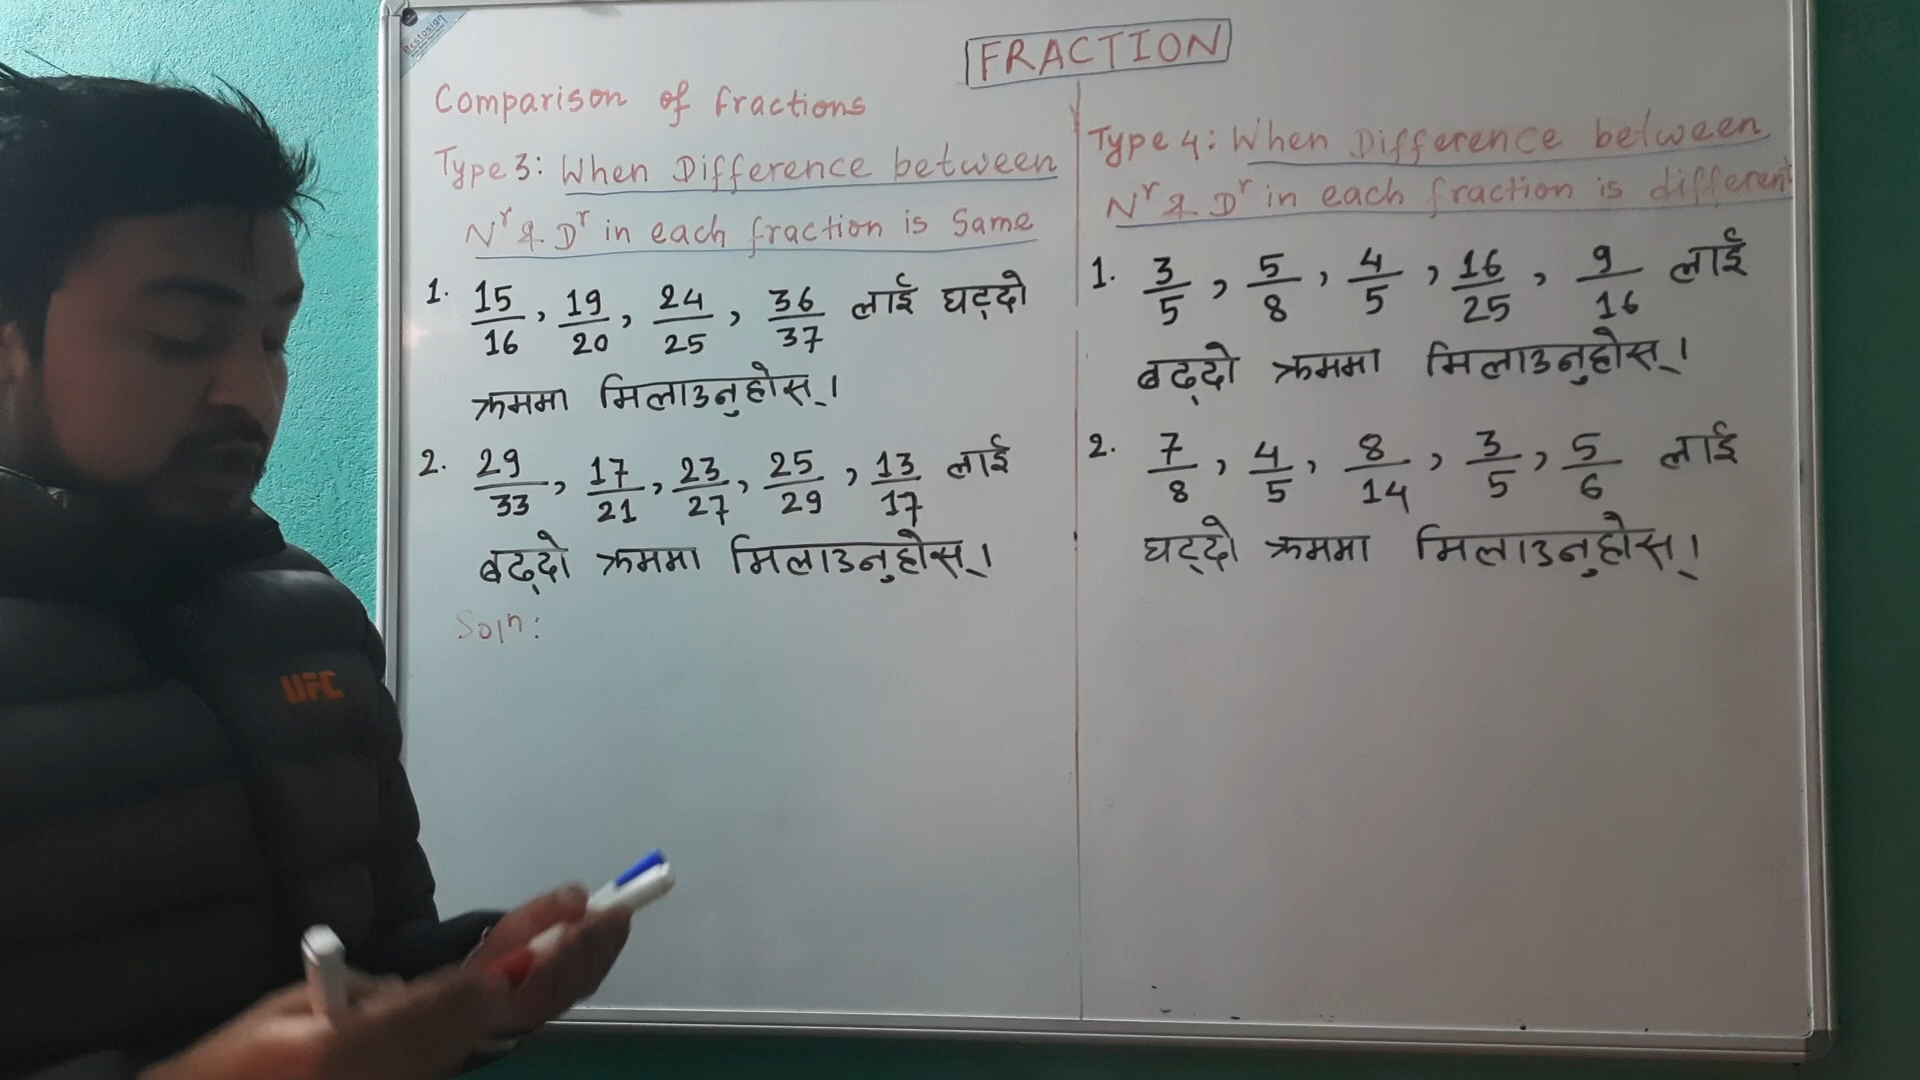 Bestosign
FRACTION
Comparison of fractions
Type 3: When Difference between
Nʳ & Dʳ in each fraction is Same
1. 15/16, 19/20, 24/25, 36/37 लाई घट्दो
क्रममा मिलाउनुहोस्।
2. 29/33, 17/21, 23/27, 25/29, 13/17 लाई
बढ्दो क्रममा मिलाउनुहोस्।
Solⁿ:
Type 4: When Difference between
Nʳ & Dʳ in each fraction is different
1. 3/5, 5/8, 4/5, 16/25, 9/16 लाई
बढ्दो क्रममा मिलाउनुहोस्।
2. 7/8, 4/5, 8/14, 3/5, 5/6 लाई
घट्दो क्रममा मिलाउनुहोस्।
UFC